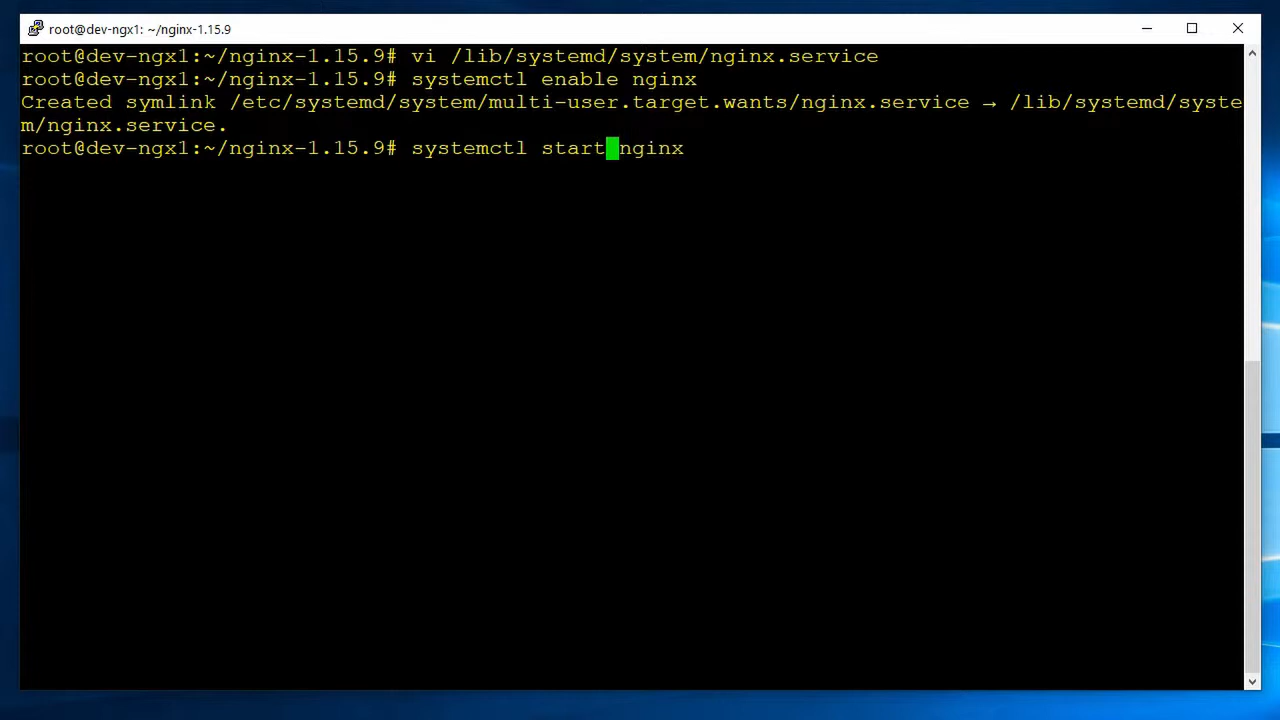 root@dev-ngx1: ~/nginx-1.15.9
root@dev-ngx1:~/nginx-1.15.9# vi /lib/systemd/system/nginx.service
root@dev-ngx1:~/nginx-1.15.9# systemctl enable nginx
Created symlink /etc/systemd/system/multi-user.target.wants/nginx.service → /lib/systemd/syste
m/nginx.service.
root@dev-ngx1:~/nginx-1.15.9# systemctl start nginx